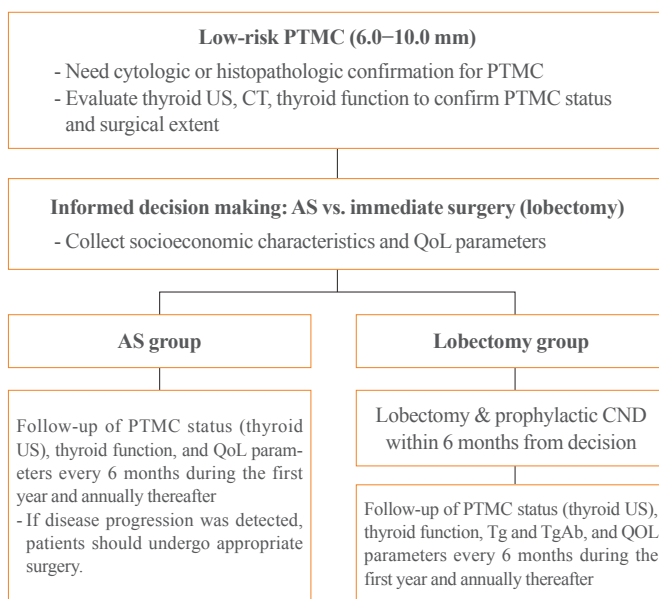 Low-risk PTMC (6.0−10.0 mm)
- Need cytologic or histopathologic confirmation for PTMC
- Evaluate thyroid US, CT, thyroid function to confirm PTMC status
and surgical extent
Informed decision making: AS vs. immediate surgery (lobectomy)
- Collect socioeconomic characteristics and QoL parameters
AS group
Follow-up of PTMC status (thyroid
US), thyroid function, and QoL param-
eters every 6 months during the first
year and annually thereafter
- If disease progression was detected,
patients should undergo appropriate
surgery.
Lobectomy group
Lobectomy & prophylactic CND
within 6 months from decision
Follow-up of PTMC status (thyroid US),
thyroid function, Tg and TgAb, and QOL
parameters every 6 months during the
first year and annually thereafter